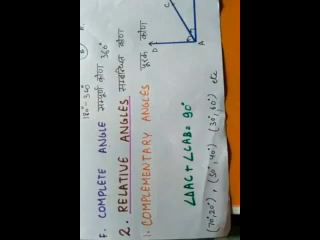 180°-360°
F. COMPLETE ANGLE सम्पूर्ण कोण 360°
2. RELATIVE ANGLES सम्बन्धित कोण
1. COMPLEMENTARY ANGLES पूरक कोण
D
C
A
∠DAC + ∠CAB = 90°
(70°,20°), (50°,40°) (30°,60°) etc